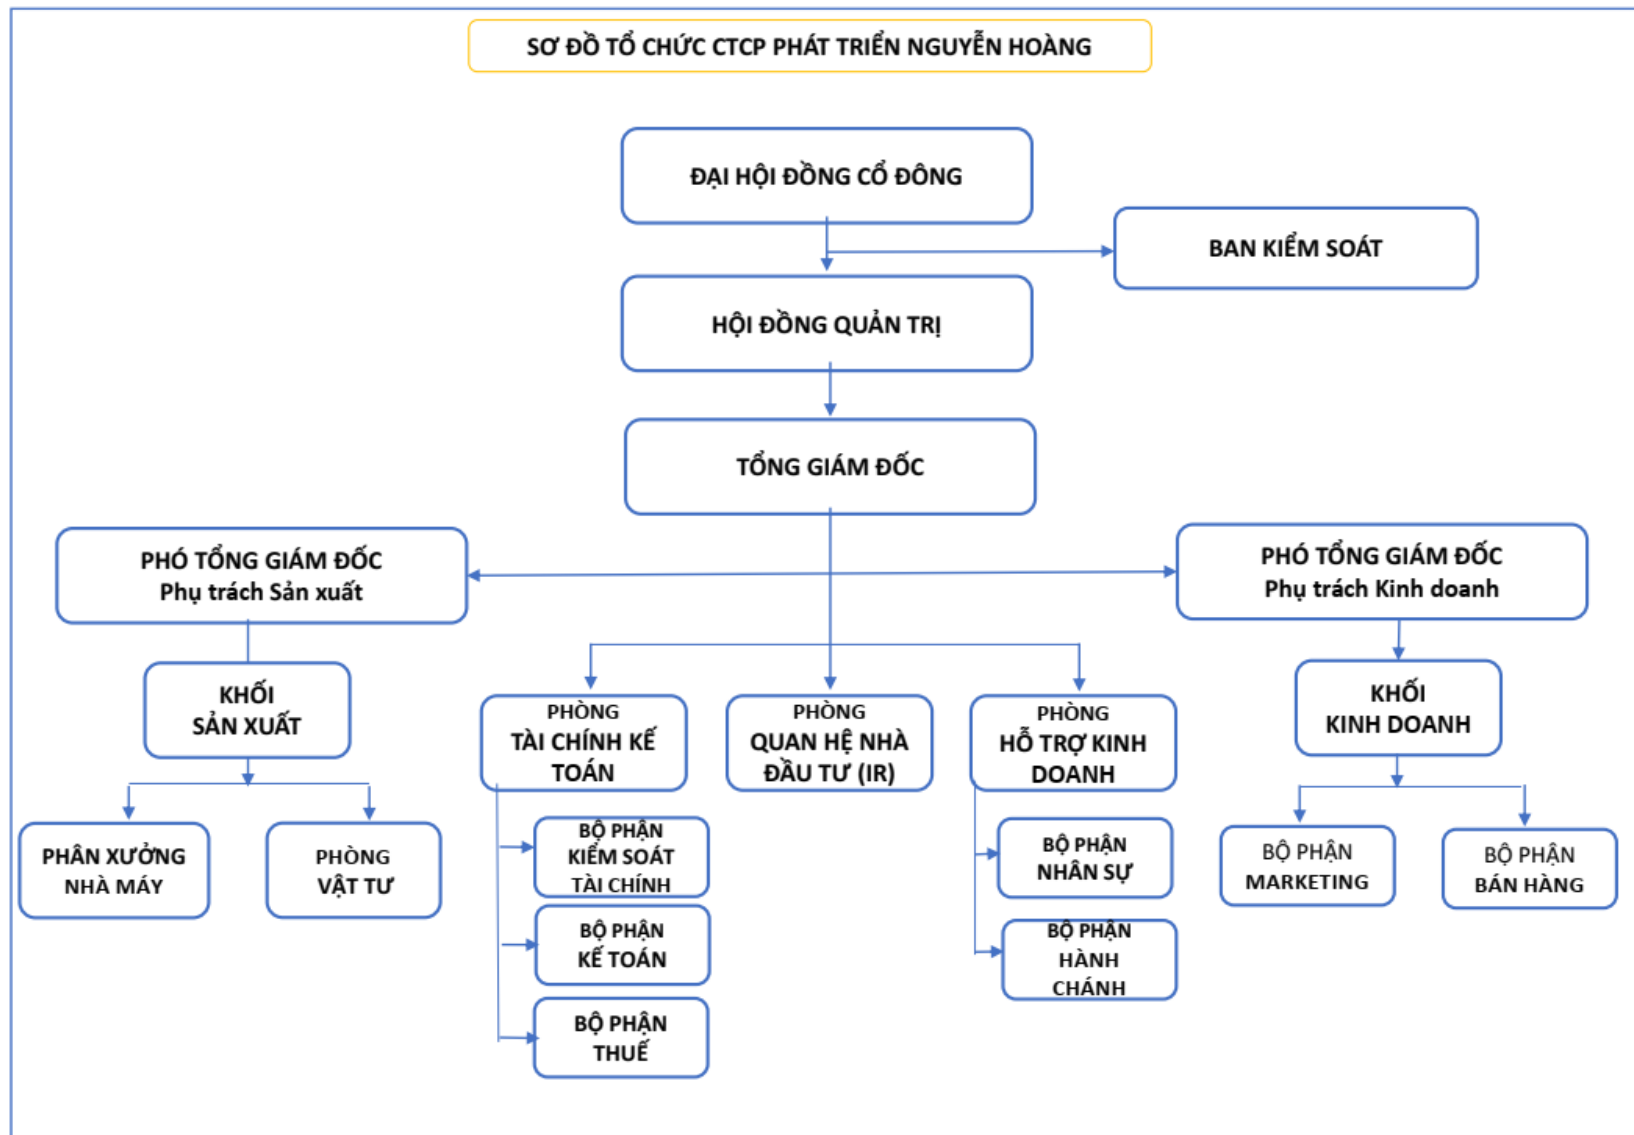 SƠ ĐỒ TỔ CHỨC CTCP PHÁT TRIỂN NGUYỄN HOÀNG
ĐẠI HỘI ĐỒNG CỔ ĐÔNG
BAN KIỂM SOÁT
HỘI ĐỒNG QUẢN TRỊ
TỔNG GIÁM ĐỐC
PHÓ TỔNG GIÁM ĐỐC
Phụ trách Sản xuất
PHÓ TỔNG GIÁM ĐỐC
Phụ trách Kinh doanh
KHỐI
SẢN XUẤT
PHÒNG
TÀI CHÍNH KẾ
TOÁN
PHÒNG
QUAN HỆ NHÀ
ĐẦU TƯ (IR)
PHÒNG
HỖ TRỢ KINH
DOANH
KHỐI
KINH DOANH
PHÂN XƯỞNG
NHÀ MÁY
PHÒNG
VẬT TƯ
BỘ PHẬN
KIỂM SOÁT
TÀI CHÍNH
BỘ PHẬN
KẾ TOÁN
BỘ PHẬN
THUẾ
BỘ PHẬN
NHÂN SỰ
BỘ PHẬN
HÀNH
CHÁNH
BỘ PHẬN
MARKETING
BỘ PHẬN
BÁN HÀNG